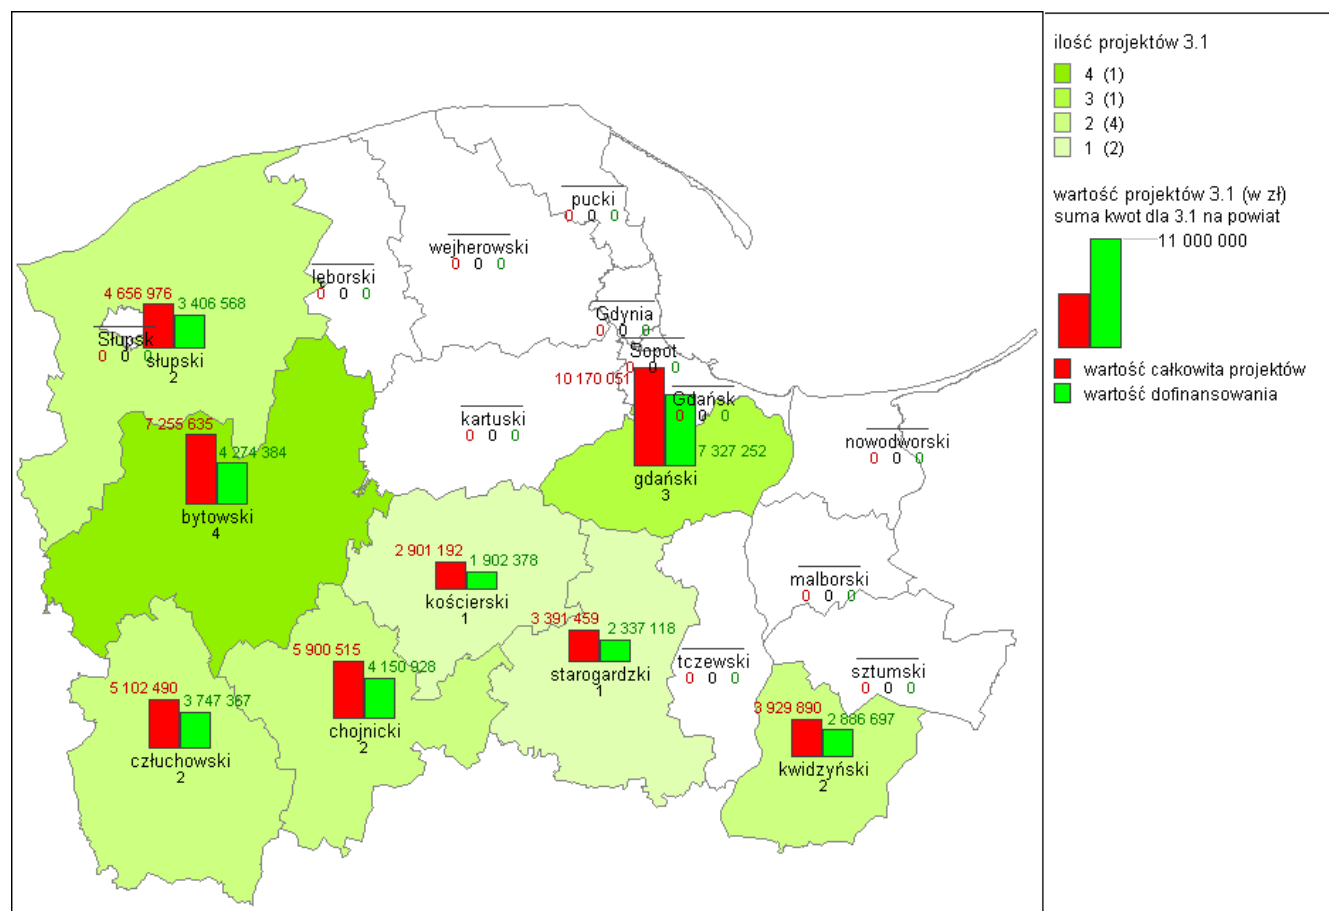 pucki
0 0 0
wejherowski
0 0 0
lęborski
0 0 0
4 656 976
3 406 568
Słupsk
0 0 0
słupski
2
Gdynia
0 0 0
Sopot
0 0 0
10 170 051
Gdańsk
0 0 0
7 327 252
gdański
3
kartuski
0 0 0
nowodworski
0 0 0
7 255 635
4 274 384
bytowski
4
2 901 192
1 902 378
kościerski
1
malborski
0 0 0
3 391 459
2 337 118
starogardzki
1
tczewski
0 0 0
sztumski
0 0 0
5 900 515
4 150 928
chojnicki
2
5 102 490
3 747 367
człuchowski
2
3 929 890
2 886 697
kwidzyński
2
ilość projektów 3.1
4 (1)
3 (1)
2 (4)
1 (2)
wartość projektów 3.1 (w zł)
suma kwot dla 3.1 na powiat
11 000 000
wartość całkowita projektów
wartość dofinansowania